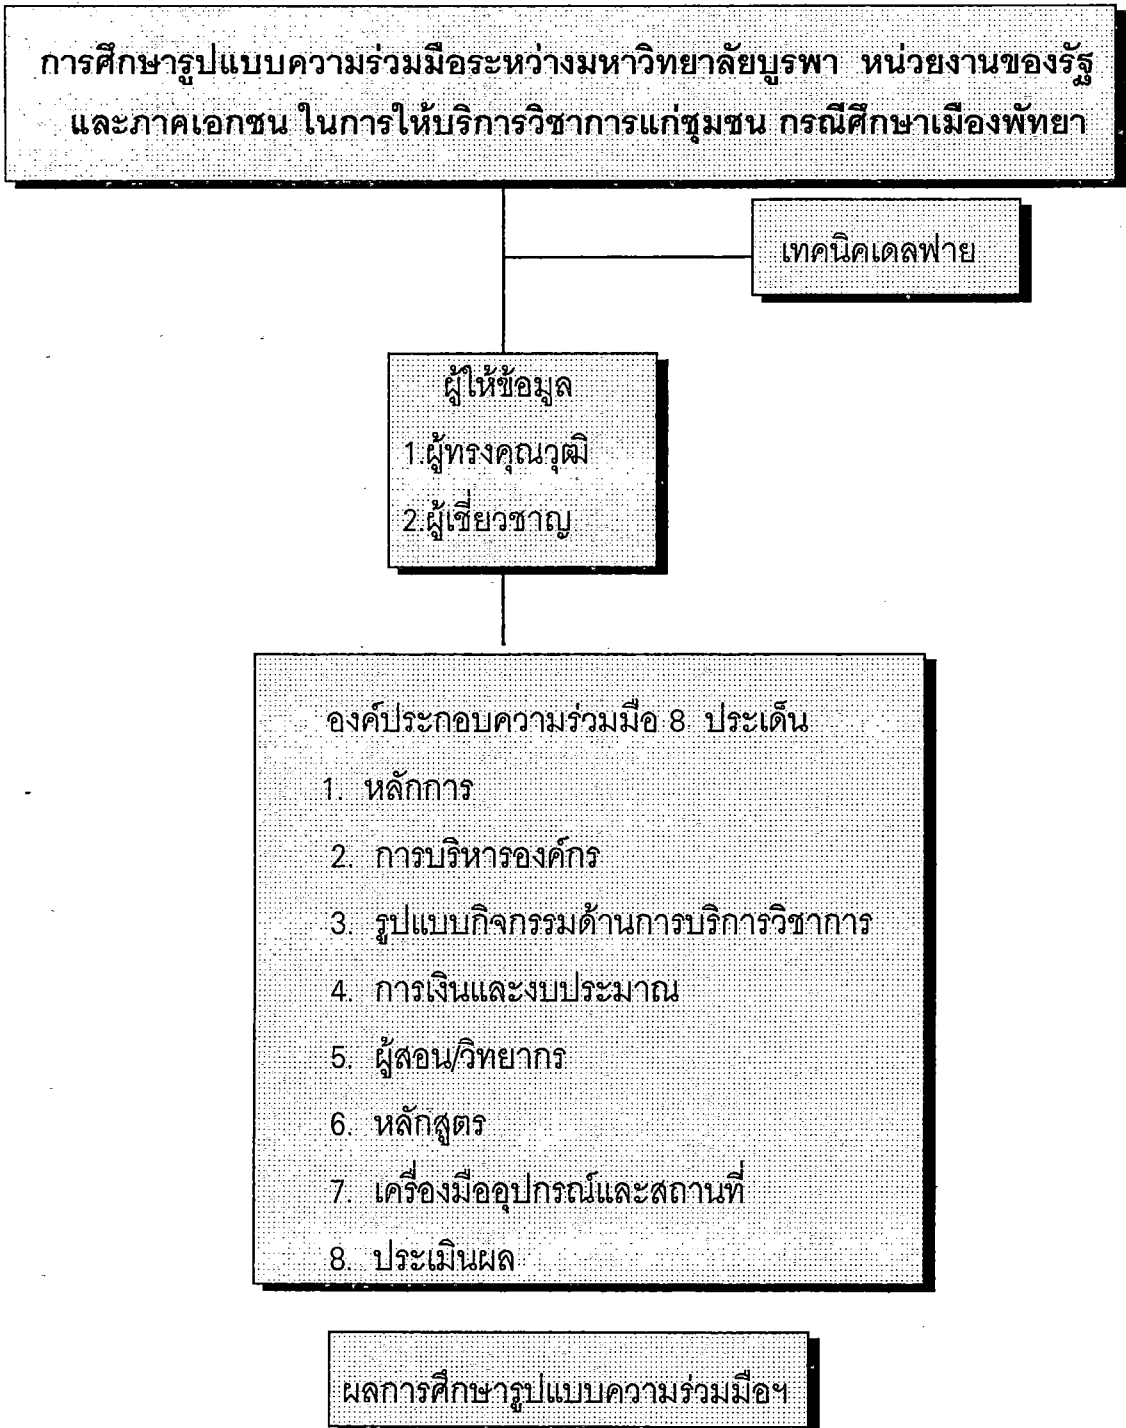 การศึกษารูปแบบความร่วมมือระหว่างมหาวิทยาลัยบูรพา หน่วยงานของรัฐ
และภาคเอกชน ในการให้บริการวิชาการแก่ชุมชน กรณีศึกษาเมืองพัทยา
เทคนิคเดลฟาย
ผู้ให้ข้อมูล
1.ผู้ทรงคุณวุฒิ
2.ผู้เชี่ยวชาญ
องค์ประกอบความร่วมมือ 8 ประเด็น
1. หลักการ
2. การบริหารองค์กร
3. รูปแบบกิจกรรมด้านการบริการวิชาการ
4. การเงินและงบประมาณ
5. ผู้สอน/วิทยากร
6. หลักสูตร
7. เครื่องมืออุปกรณ์และสถานที่
8. ประเมินผล
ผลการศึกษารูปแบบความร่วมมือฯ